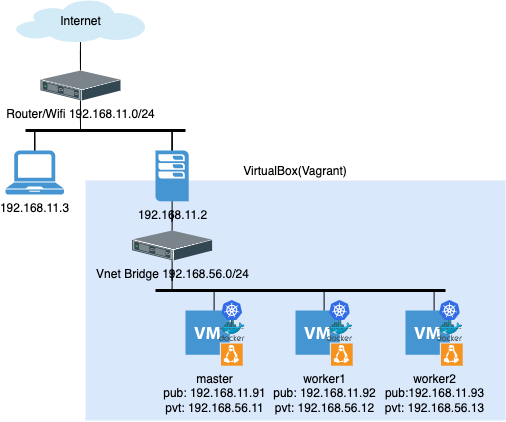 Internet
Router/Wifi 192.168.11.0/24
VirtualBox(Vagrant)
192.168.11.3
192.168.11.2
Vnet Bridge 192.168.56.0/24
VM docker
VM docker
VM docker
master
pub: 192.168.11.91
pvt: 192.168.56.11
worker1
pub: 192.168.11.92
pvt: 192.168.56.12
worker2
pub:192.168.11.93
pvt: 192.168.56.13